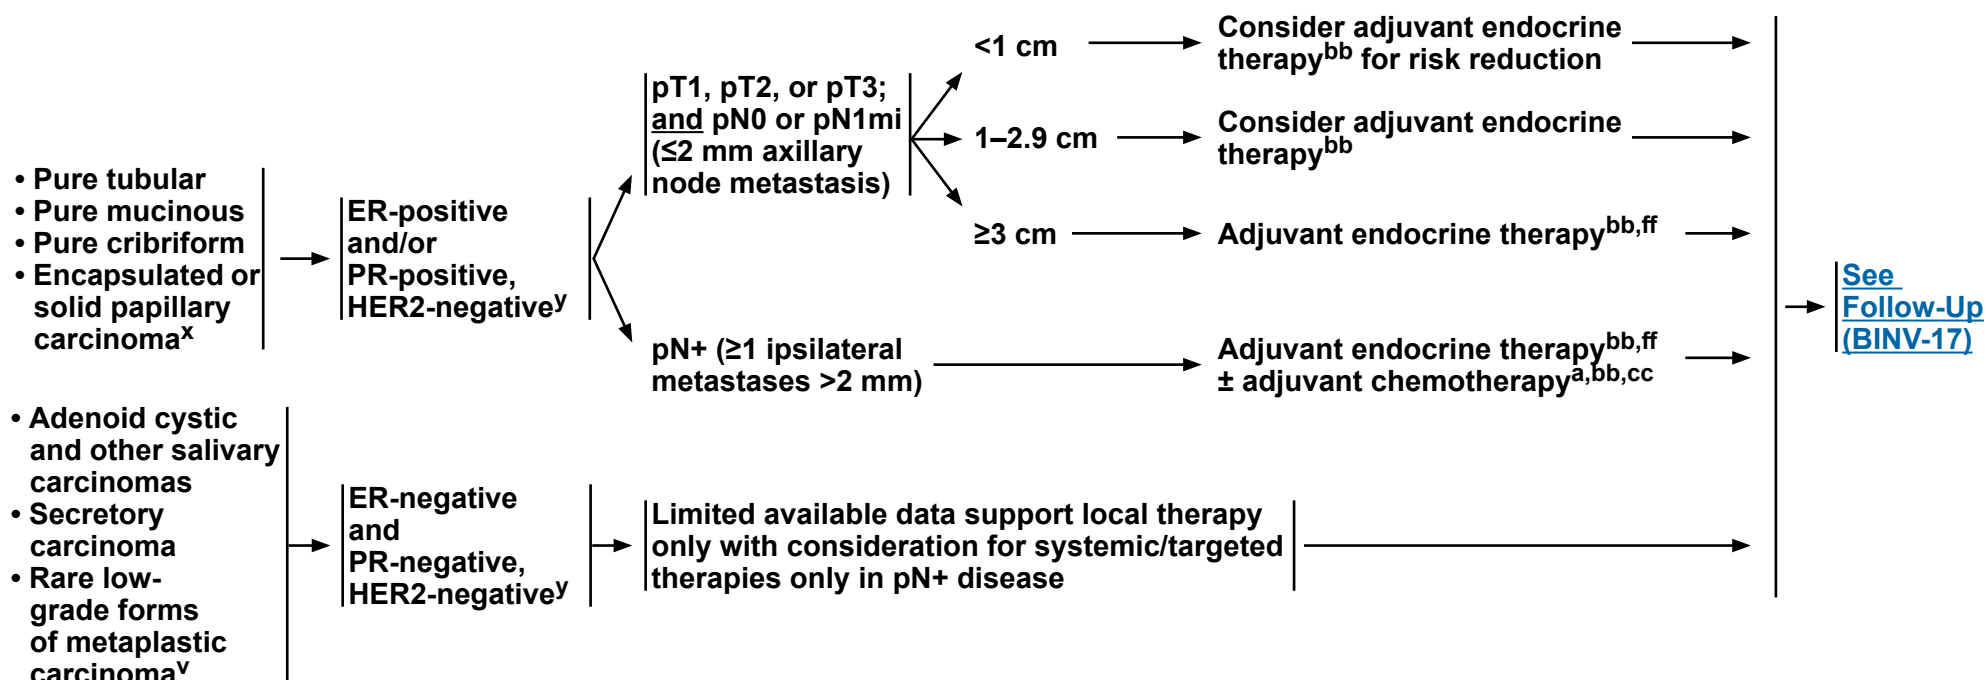 • Pure tubular
• Pure mucinous
• Pure cribriform
• Encapsulated or
solid papillary
carcinomax
ER-positive
and/or
PR-positive,
HER2-negativey
pT1, pT2, or pT3;
and pN0 or pN1mi
(≤2 mm axillary
node metastasis)
<1 cm
Consider adjuvant endocrine
therapybb for risk reduction
1–2.9 cm
Consider adjuvant endocrine
therapybb
≥3 cm
Adjuvant endocrine therapybb,ff
pN+ (≥1 ipsilateral
metastases >2 mm)
Adjuvant endocrine therapybb,ff
± adjuvant chemotherapya,bb,cc
• Adenoid cystic
and other salivary
carcinomas
• Secretory
carcinoma
• Rare low-
grade forms
of metaplastic
carcinomav
ER-negative
and
PR-negative,
HER2-negativey
Limited available data support local therapy
only with consideration for systemic/targeted
therapies only in pN+ disease
See
Follow-Up
(BINV-17)